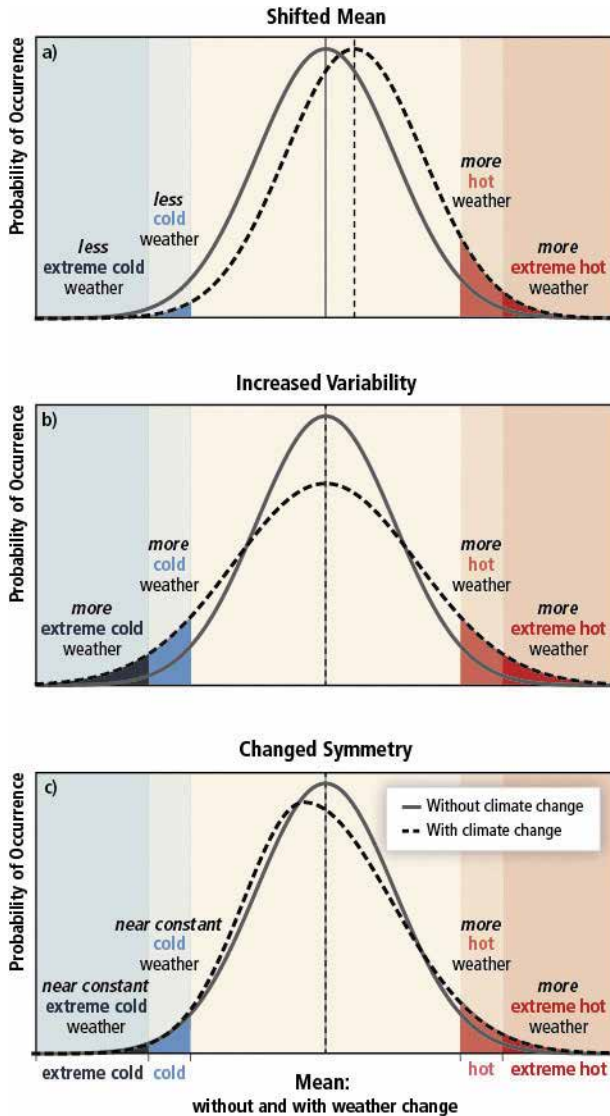 Shifted Mean
a)
Probability of Occurrence
less
extreme cold
weather
less
cold
weather
more
hot
weather
more
extreme hot
weather
Increased Variability
b)
Probability of Occurrence
more
extreme cold
weather
more
cold
weather
more
hot
weather
more
extreme hot
weather
Changed Symmetry
c)
Probability of Occurrence
Without climate change
With climate change
near constant
extreme cold
weather
near constant
cold
weather
more
hot
weather
more
extreme hot
weather
extreme cold
cold
Mean:
without and with weather change
hot
extreme hot